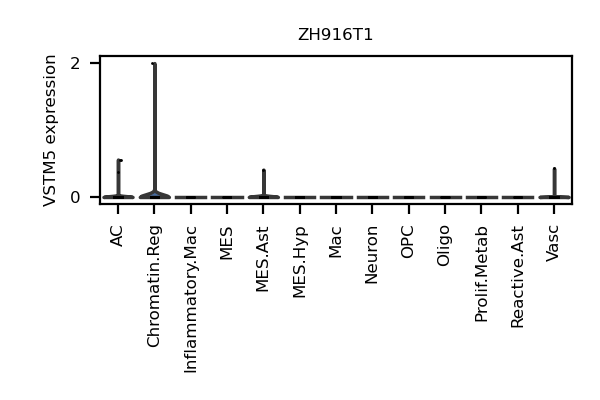 ZH916T1
VSTM5 expression
2
0
AC
Chromatin.Reg
Inflammatory.Mac
MES
MES.Ast
MES.Hyp
Mac
Neuron
OPC
Oligo
Prolif.Metab
Reactive.Ast
Vasc